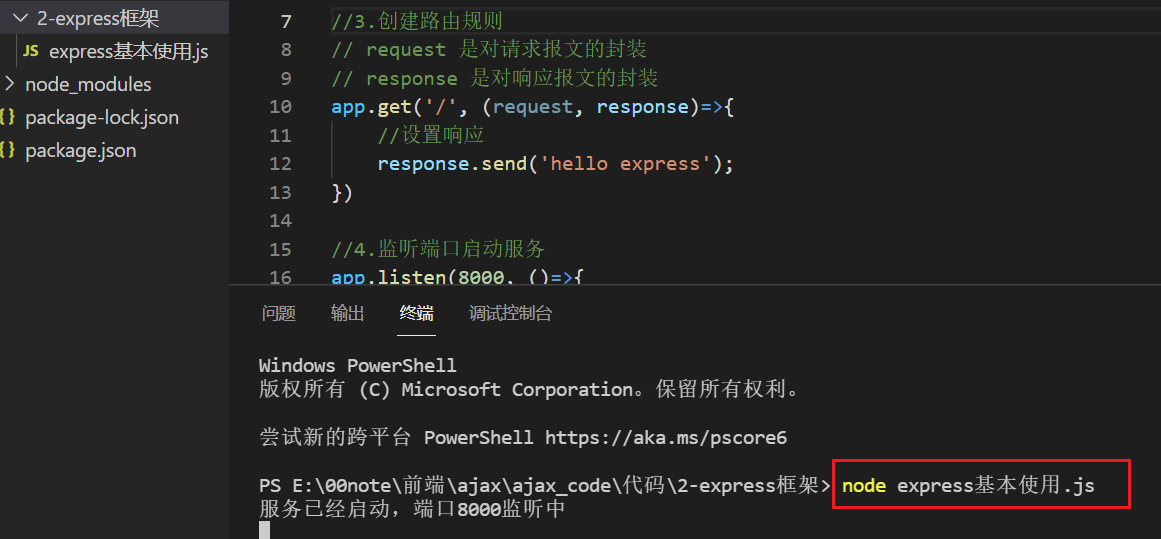 2-express框架
JS express基本使用.js
node_modules
{} package-lock.json
{} package.json
7 //3.创建路由规则
8 // request 是对请求报文的封装
9 // response 是对响应报文的封装
10 app.get('/', (request, response)=>{
11 //设置响应
12 response.send('hello express');
13 })
14
15 //4.监听端口启动服务
16 app.listen(8000, ()=>{
问题 输出 终端 调试控制台
Windows PowerShell
版权所有 (C) Microsoft Corporation。保留所有权利。
尝试新的跨平台 PowerShell https://aka.ms/pscore6
PS E:\00note\前端\ajax\ajax_code\代码\2-express框架> node express基本使用.js
服务已经启动，端口8000监听中